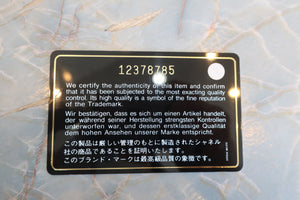 12378785
We certify the authenticity of this item and confirm
that it has been subjected to the most exacting quality
control. Its high quality is a symbol of the fine reputation
of the Trademark.
Wir bestätigen, dass es sich um einen Artikel handelt,
der während seiner Herstellung strengsten Kontrollen
unterworfen war, und dessen erstklassige Qualität
dem hohen Ansehen unserer Marke entspricht.
この製品は厳しい管理のもとに製造されたシャネル
社の商品であることを証明いたします。
このブランド・マークは最高級品質の象徴です。